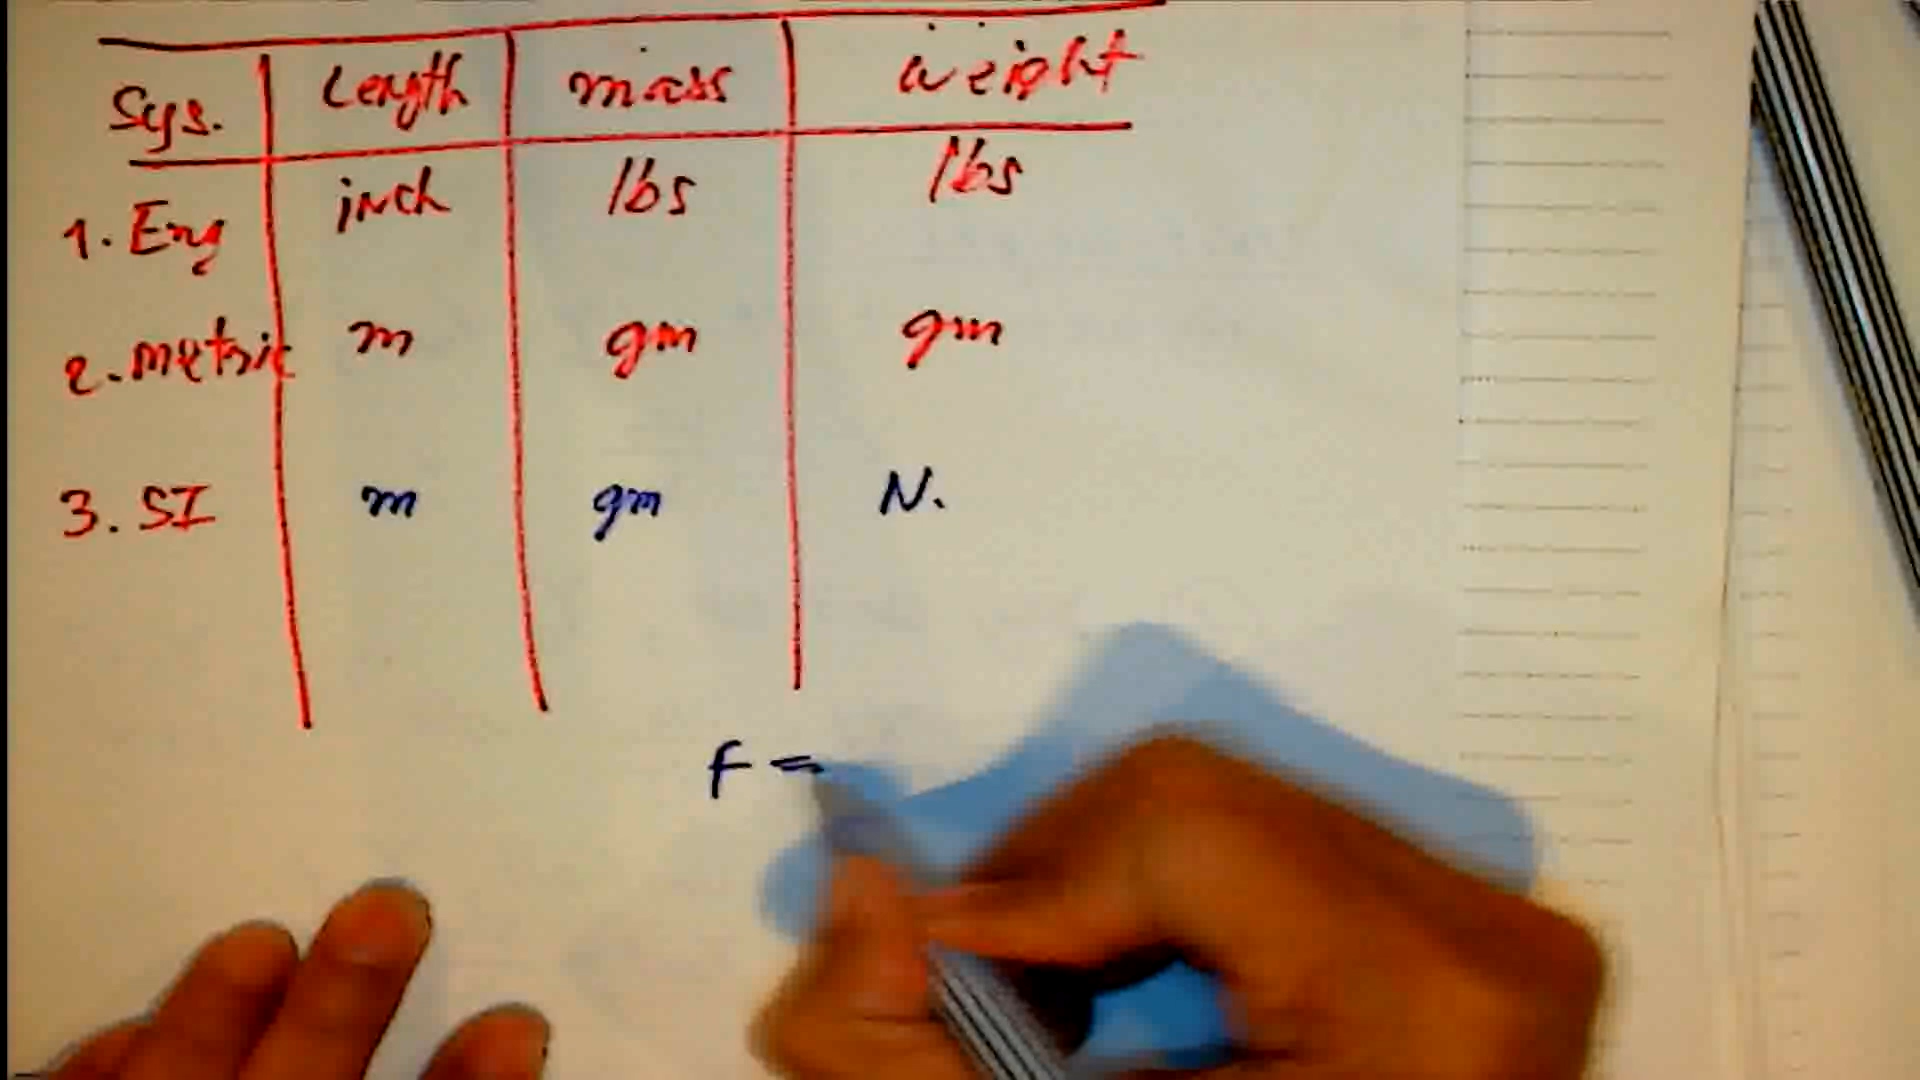 Sys. Length mass weight
1. Eng inch lbs lbs
2. metric m gm gm
3. SI m gm N.
F =